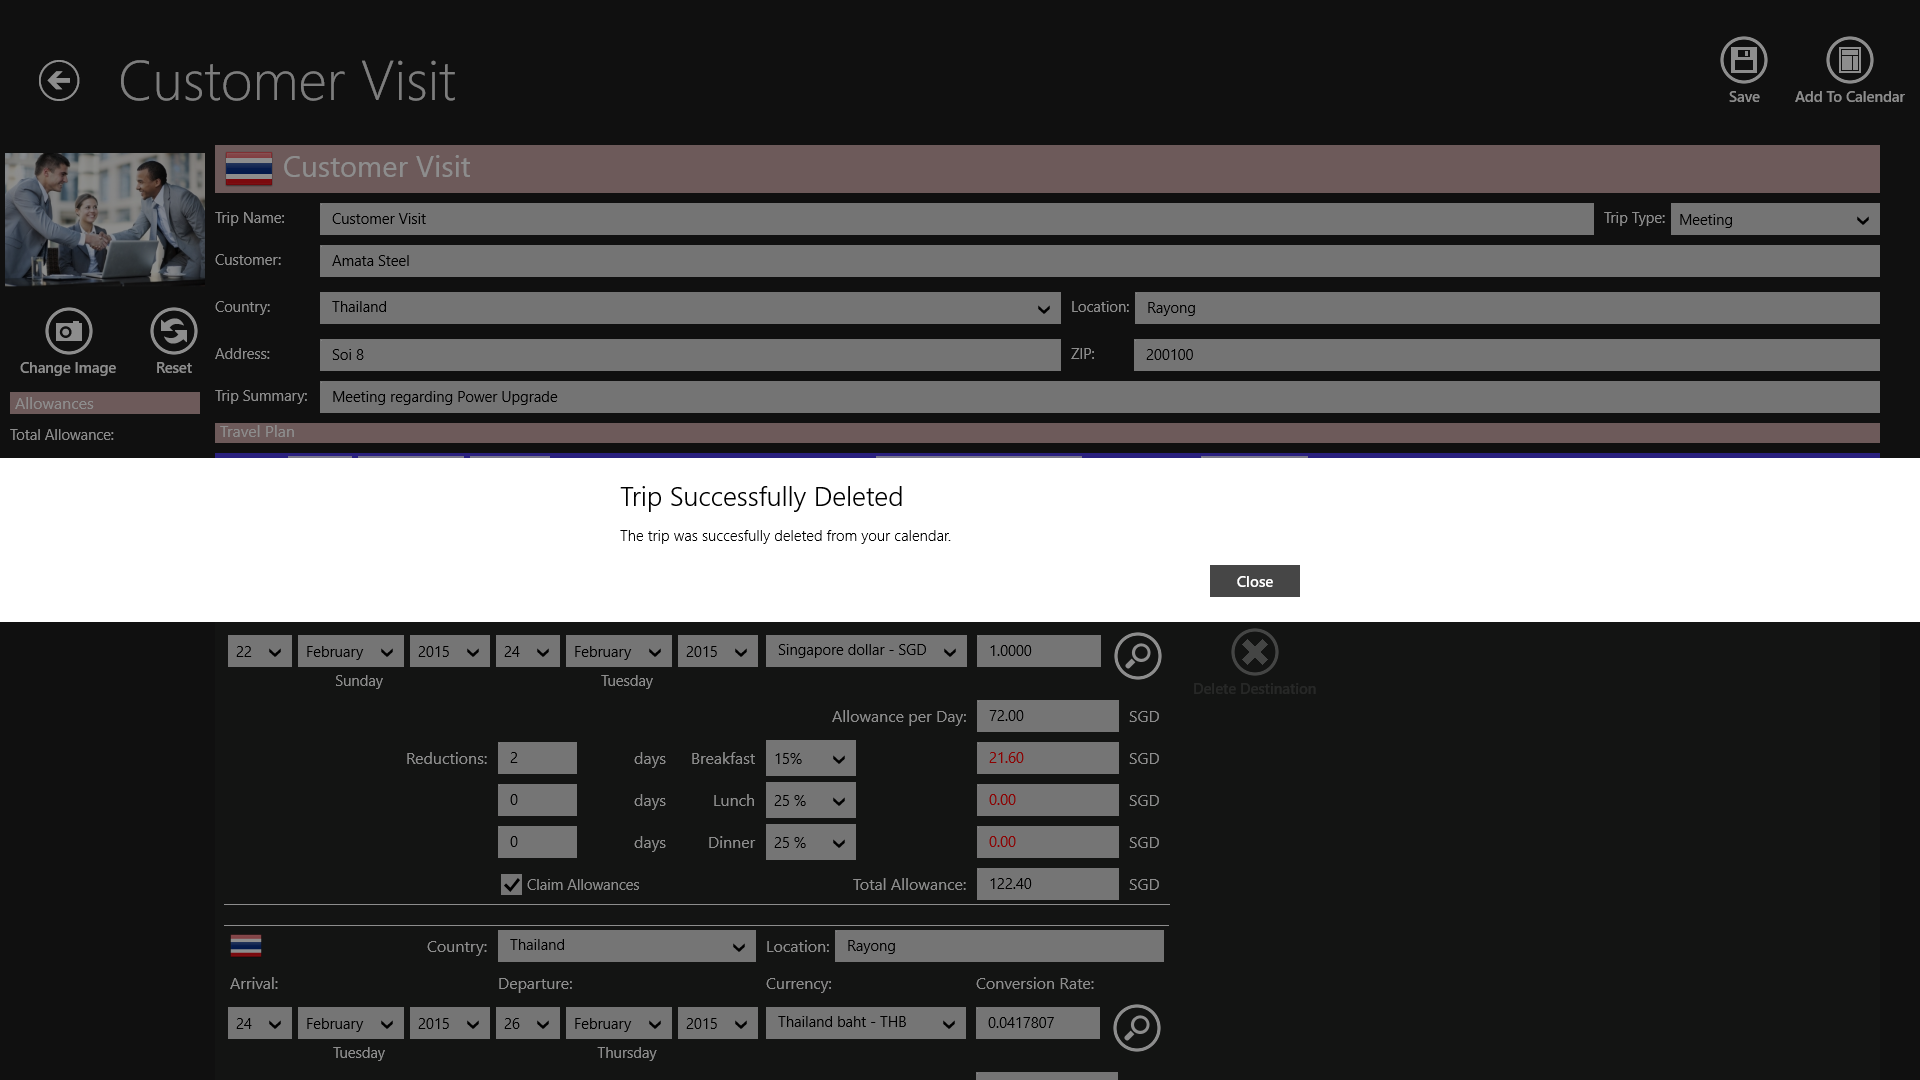 Customer Visit
Save
Add To Calendar
Customer Visit
Trip Name: Customer Visit Trip Type: Meeting
Customer: Amata Steel
Country: Thailand Location: Rayong
Change Image Reset
Address: Soi 8 ZIP: 200100
Trip Summary: Meeting regarding Power Upgrade
Allowances
Travel Plan
Total Allowance:
Trip Successfully Deleted
The trip was succesfully deleted from your calendar.
Close
22 February 2015 24 February 2015 Singapore dollar - SGD 1.0000
Sunday Tuesday
Delete Destination
Allowance per Day: 72.00 SGD
Reductions: 2 days Breakfast 15% 21.60 SGD
0 days Lunch 25 % 0.00 SGD
0 days Dinner 25 % 0.00 SGD
Claim Allowances Total Allowance: 122.40 SGD
Country: Thailand Location: Rayong
Arrival: Departure: Currency: Conversion Rate:
24 February 2015 26 February 2015 Thailand baht - THB 0.0417807
Tuesday Thursday